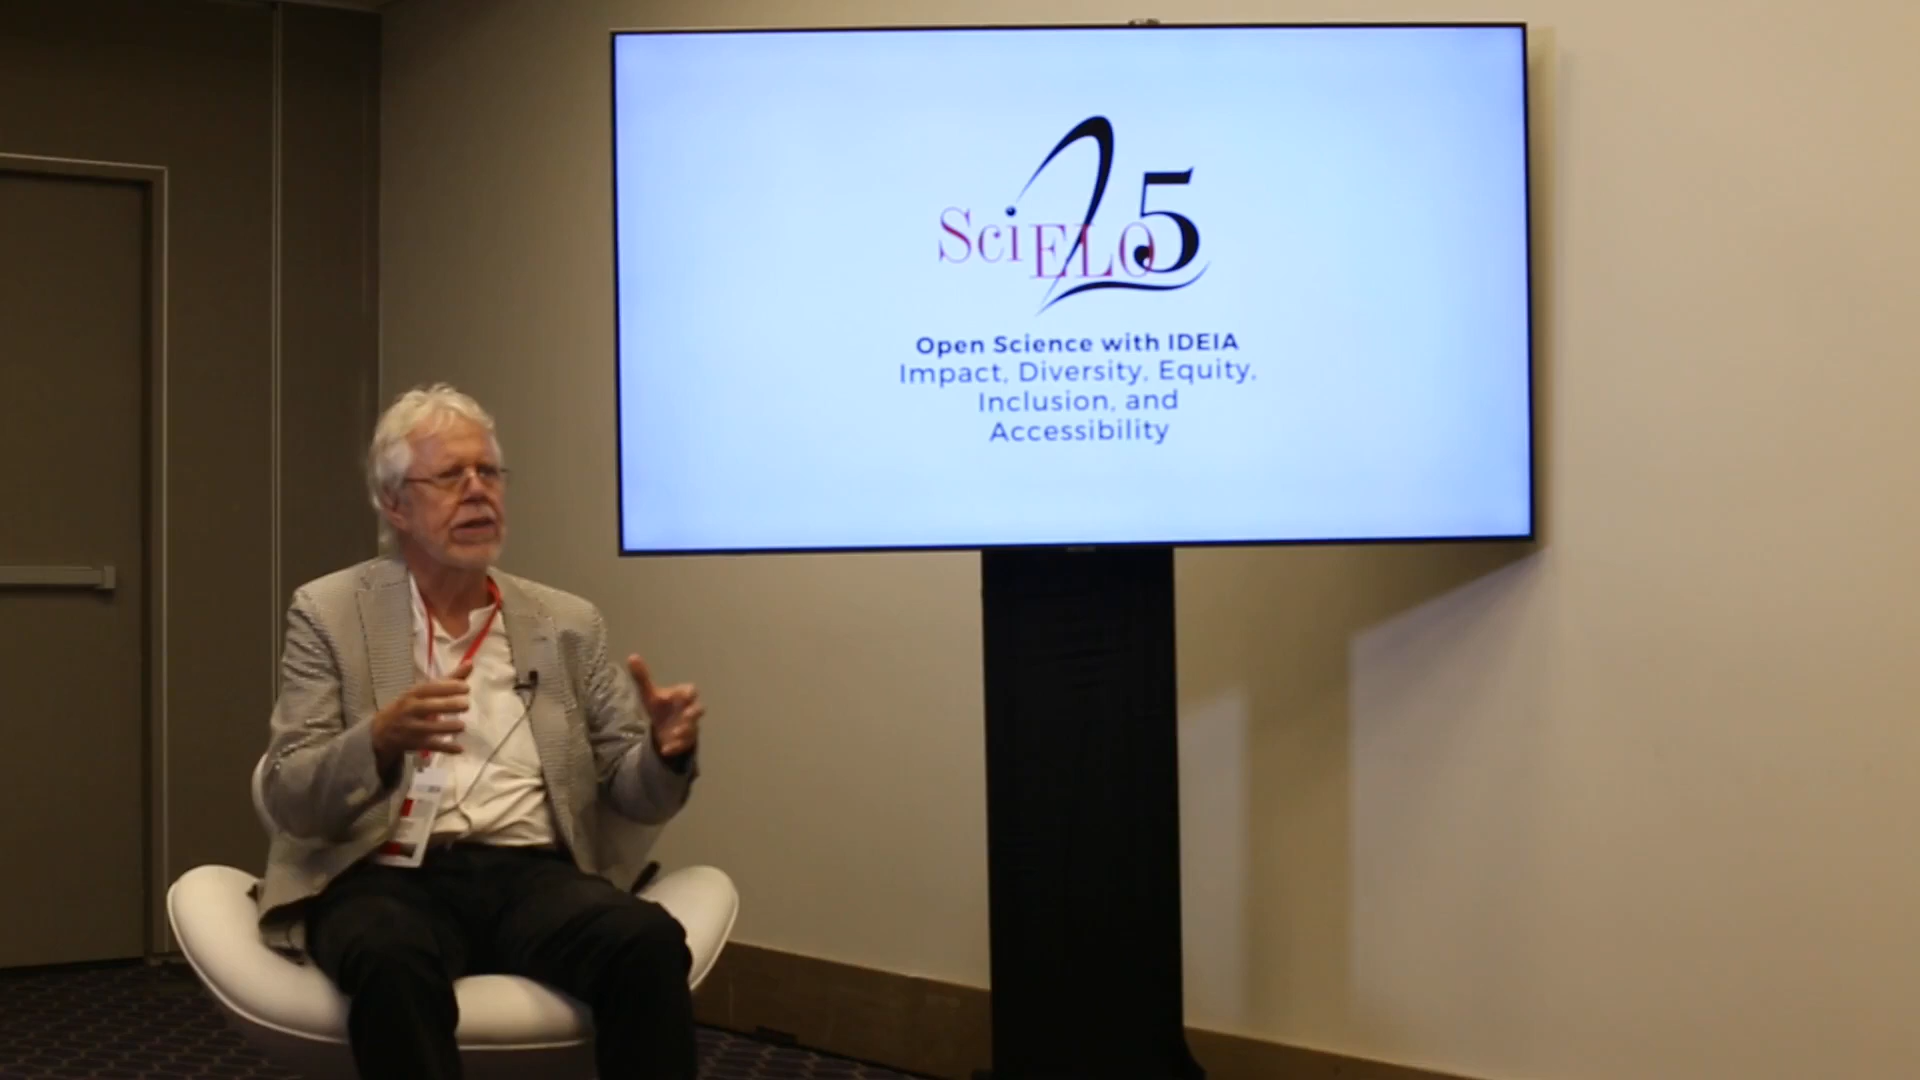 SciELO 25
Open Science with IDEIA
Impact, Diversity, Equity,
Inclusion, and
Accessibility